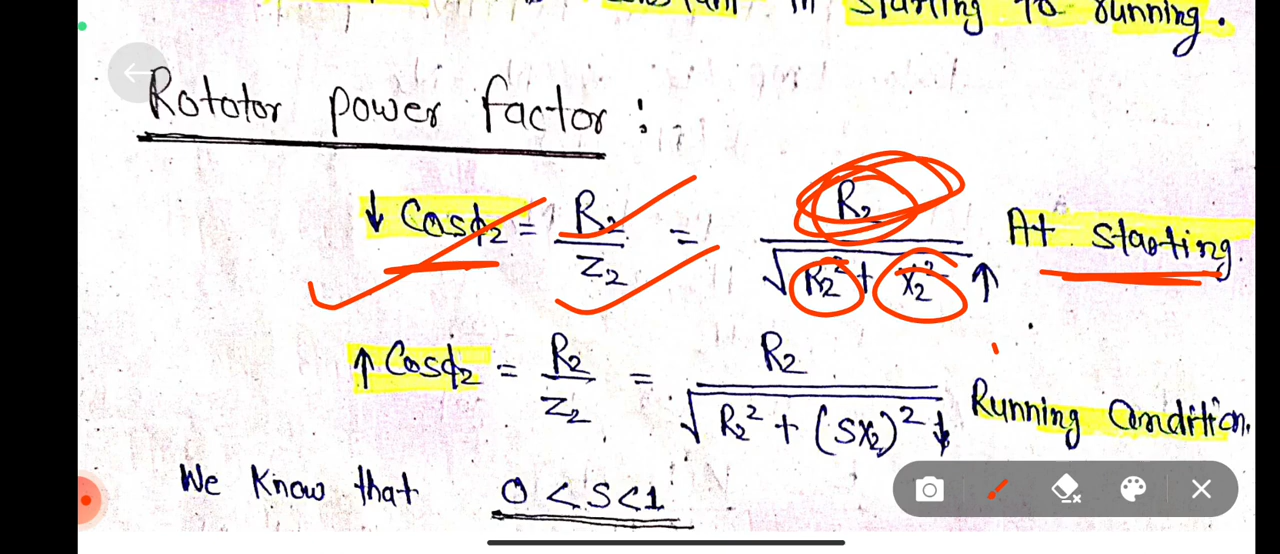 in starting to running.
Rototor power factor :
↓ Cosϕ₂ = R₂/Z₂ = R₂/√(R₂² + X₂²) ↑ At starting.
↑ Cosϕ₂ = R₂/Z₂ = R₂/√(R₂² + (SX₂)²) ↓ Running Condition.
We Know that 0 < S < 1